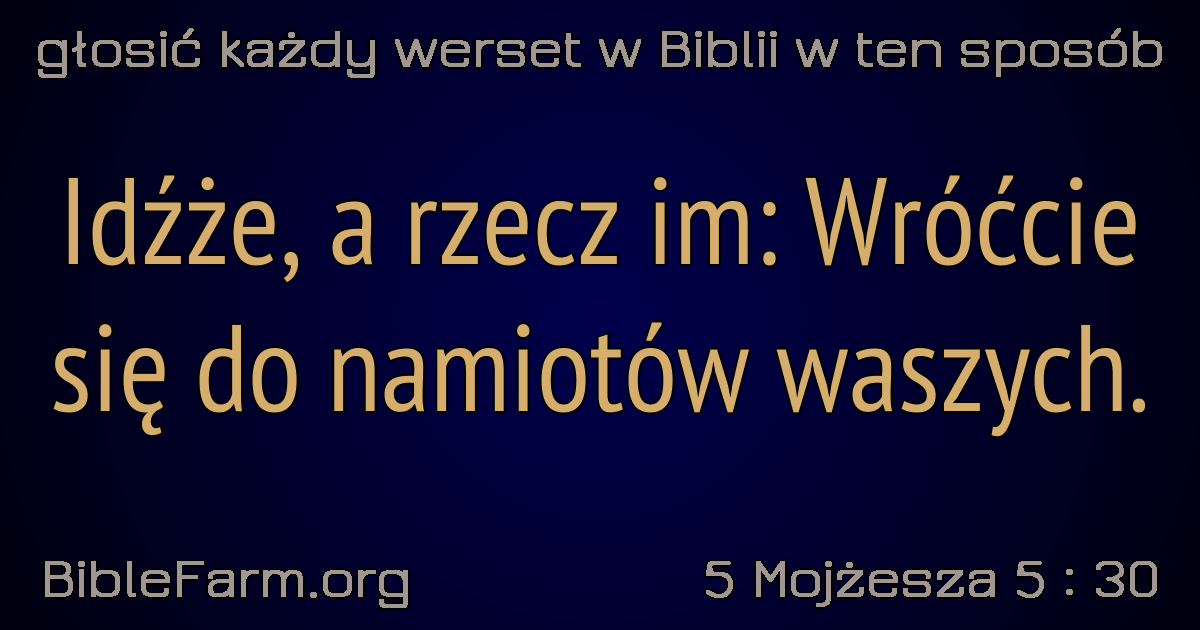 głosić każdy werset w Biblii w ten sposób
Idźże, a rzecz im: Wróćcie
się do namiotów waszych.
BibleFarm.org
5 Mojżesza 5 : 30